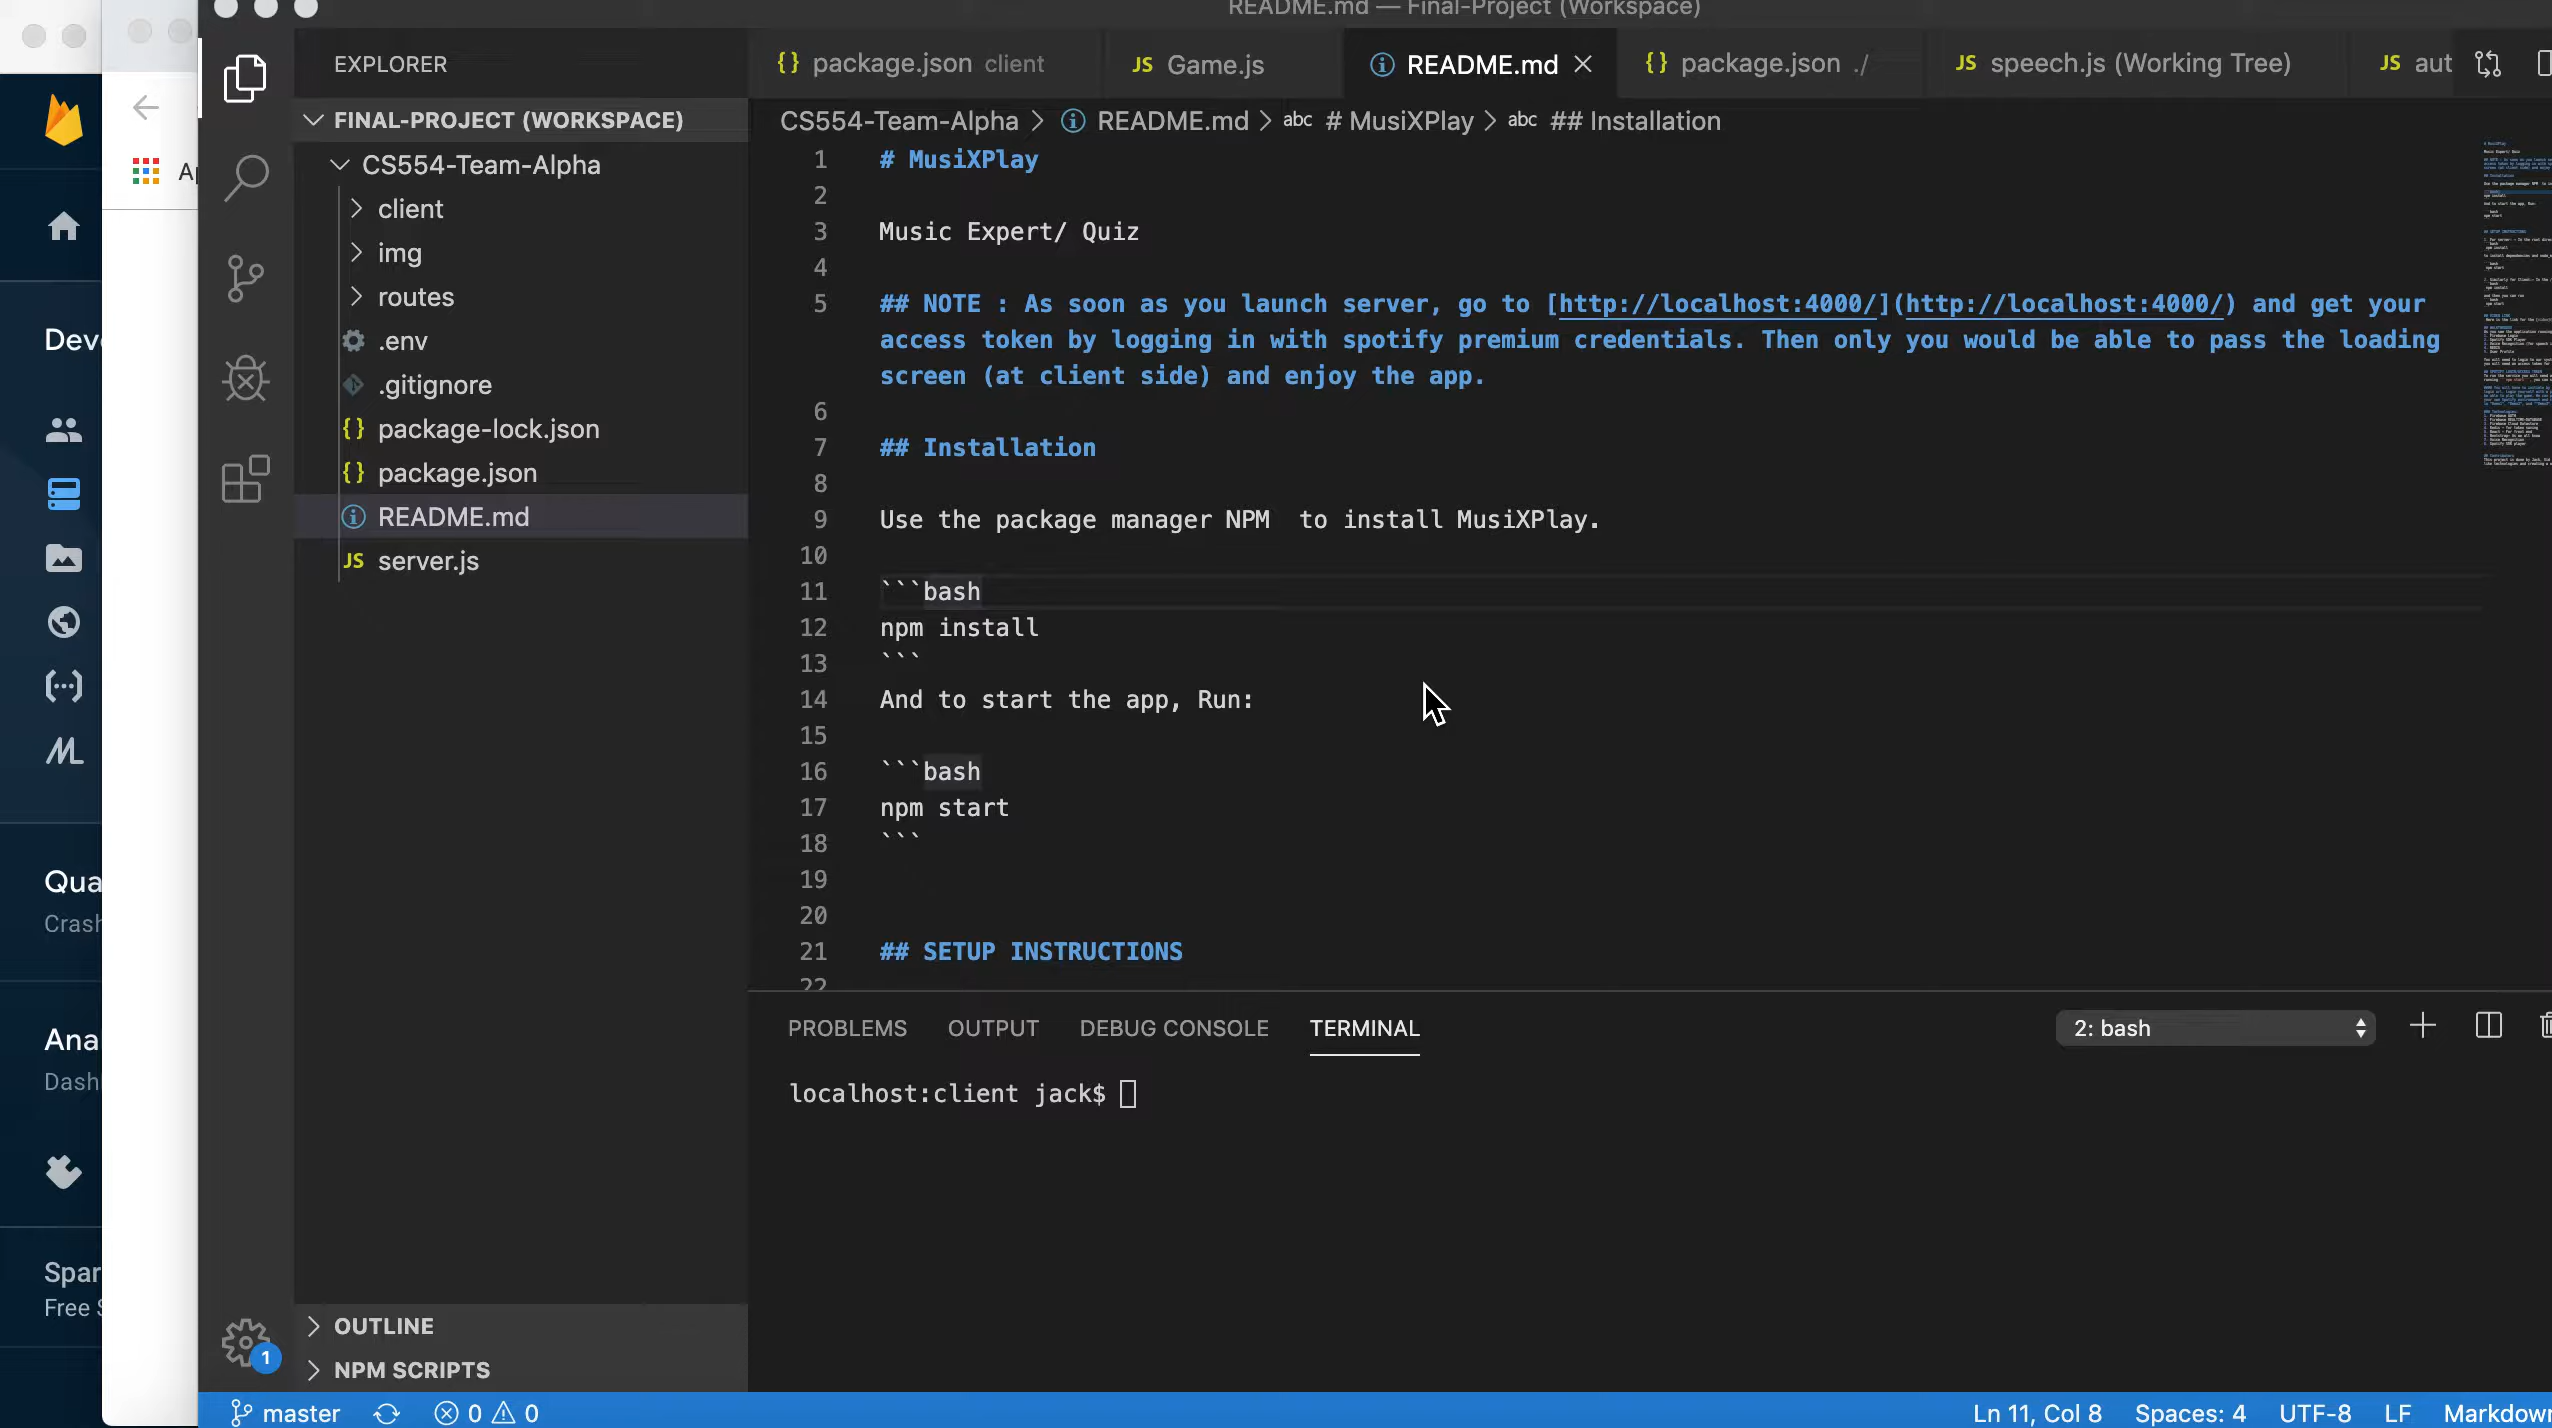 README.md — Final-Project (Workspace)
EXPLORER
FINAL-PROJECT (WORKSPACE)
CS554-Team-Alpha
client
img
routes
.env
.gitignore
package-lock.json
package.json
README.md
JS server.js
OUTLINE
NPM SCRIPTS
{} package.json client
JS Game.js
README.md
{} package.json ./
JS speech.js (Working Tree)
JS aut
CS554-Team-Alpha > README.md > abc # MusiXPlay > abc ## Installation
1 # MusiXPlay
2
3 Music Expert/ Quiz
4
5 ## NOTE : As soon as you launch server, go to [http://localhost:4000/](http://localhost:4000/) and get your
access token by logging in with spotify premium credentials. Then only you would be able to pass the loading
screen (at client side) and enjoy the app.
6
7 ## Installation
8
9 Use the package manager NPM  to install MusiXPlay.
10
11 ```bash
12 npm install
13 ```
14 And to start the app, Run:
15
16 ```bash
17 npm start
18 ```
19
20
21 ## SETUP INSTRUCTIONS
22
PROBLEMS OUTPUT DEBUG CONSOLE TERMINAL
2: bash
localhost:client jack$
1
master
0 0
Ln 11, Col 8 Spaces: 4 UTF-8 LF Markdown
Ap
Deve
Qua
Crash
Ana
Dash
Spar
Free S